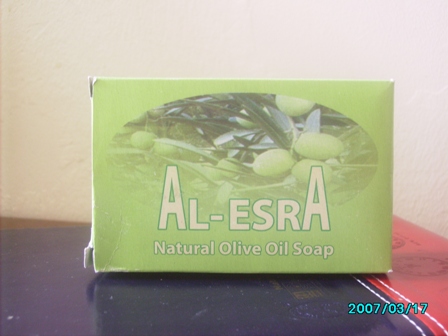 AL-ESRA
Natural Olive Oil Soap
2007/03/17